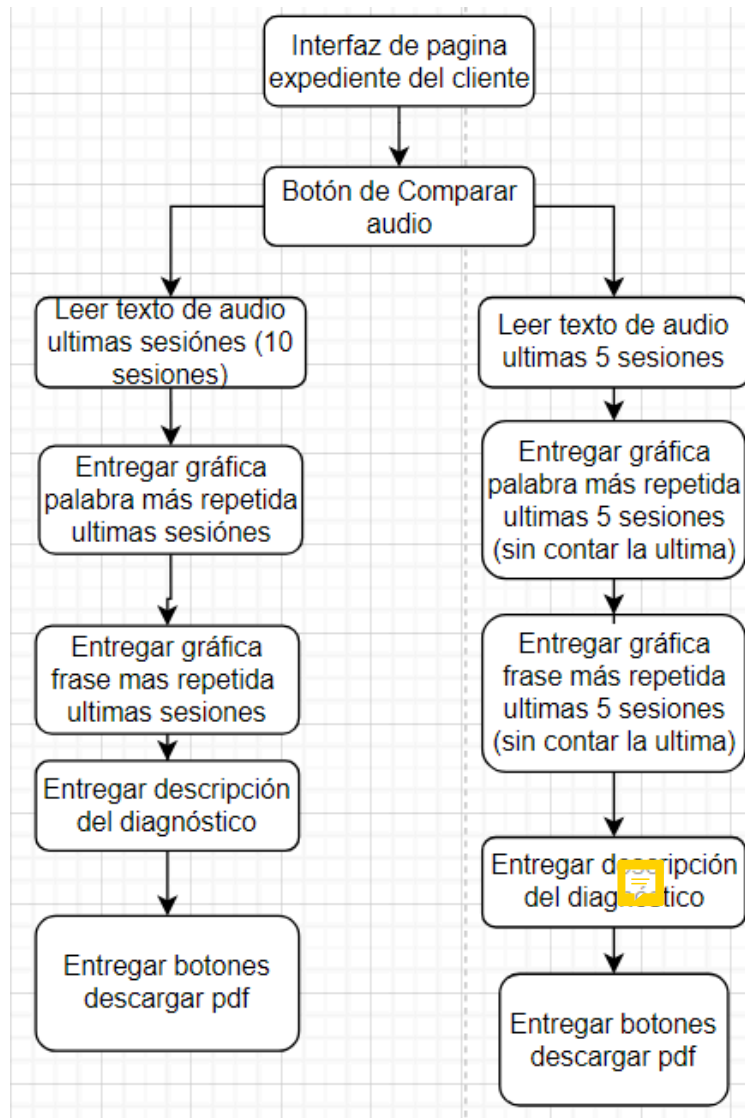 Interfaz de pagina
expediente del cliente
Botón de Comparar
audio
Leer texto de audio
ultimas sesiónes (10
sesiones)
Entregar gráfica
palabra más repetida
ultimas sesiónes
Entregar gráfica
frase mas repetida
ultimas sesiones
Entregar descripción
del diagnóstico
Entregar botones
descargar pdf
Leer texto de audio
ultimas 5 sesiones
Entregar gráfica
palabra más repetida
ultimas 5 sesiones
(sin contar la ultima)
Entregar gráfica
frase más repetida
ultimas 5 sesiones
(sin contar la ultima)
Entregar descripción
del diagnóstico
Entregar botones
descargar pdf